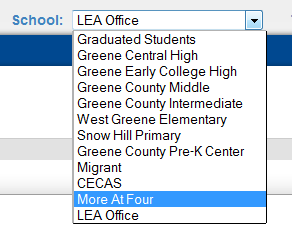 School: LEA Office
Graduated Students
Greene Central High
Greene Early College High
Greene County Middle
Greene County Intermediate
West Greene Elementary
Snow Hill Primary
Greene County Pre-K Center
Migrant
CECAS
More At Four
LEA Office